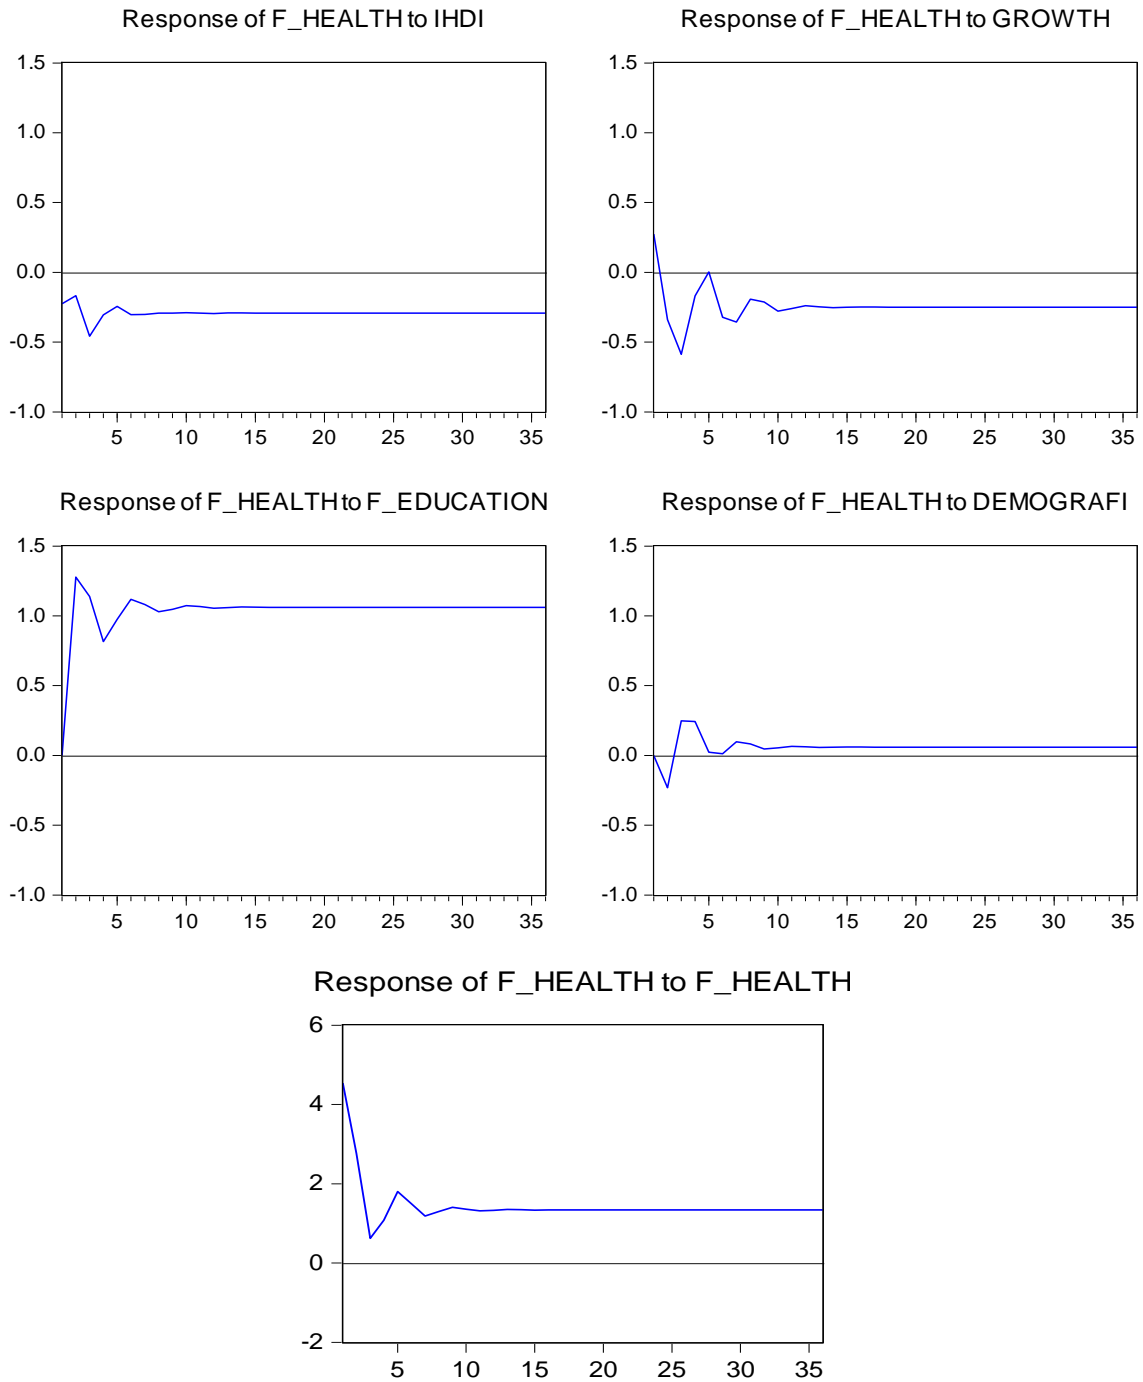 Response of F_HEALTH to IHDI
1.5
1.0
0.5
0.0
-0.5
-1.0
5 10 15 20 25 30 35
Response of F_HEALTH to GROWTH
1.5
1.0
0.5
0.0
-0.5
-1.0
5 10 15 20 25 30 35
Response of F_HEALTH to F_EDUCATION
1.5
1.0
0.5
0.0
-0.5
-1.0
5 10 15 20 25 30 35
Response of F_HEALTH to DEMOGRAFI
1.5
1.0
0.5
0.0
-0.5
-1.0
5 10 15 20 25 30 35
Response of F_HEALTH to F_HEALTH
6
4
2
0
-2
5 10 15 20 25 30 35